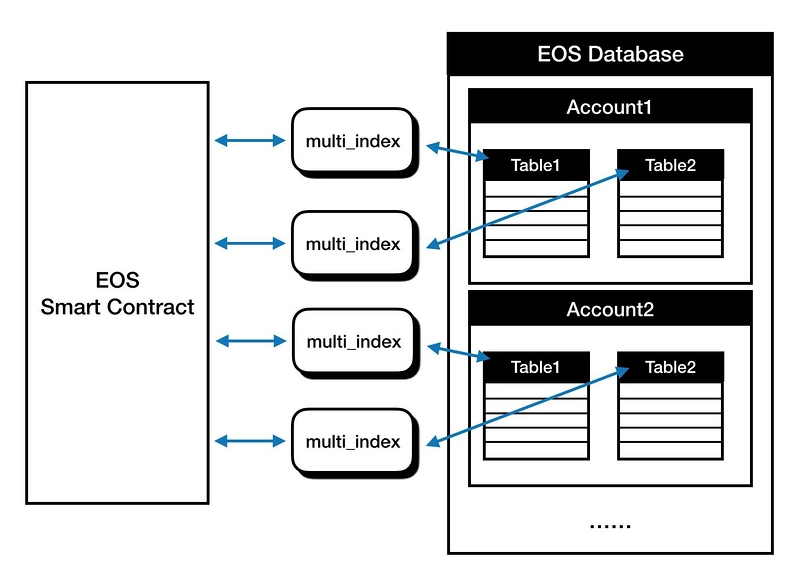 EOS
Smart Contract
multi_index
multi_index
multi_index
multi_index
EOS Database
Account1
Table1
Table2
Account2
Table1
Table2
......